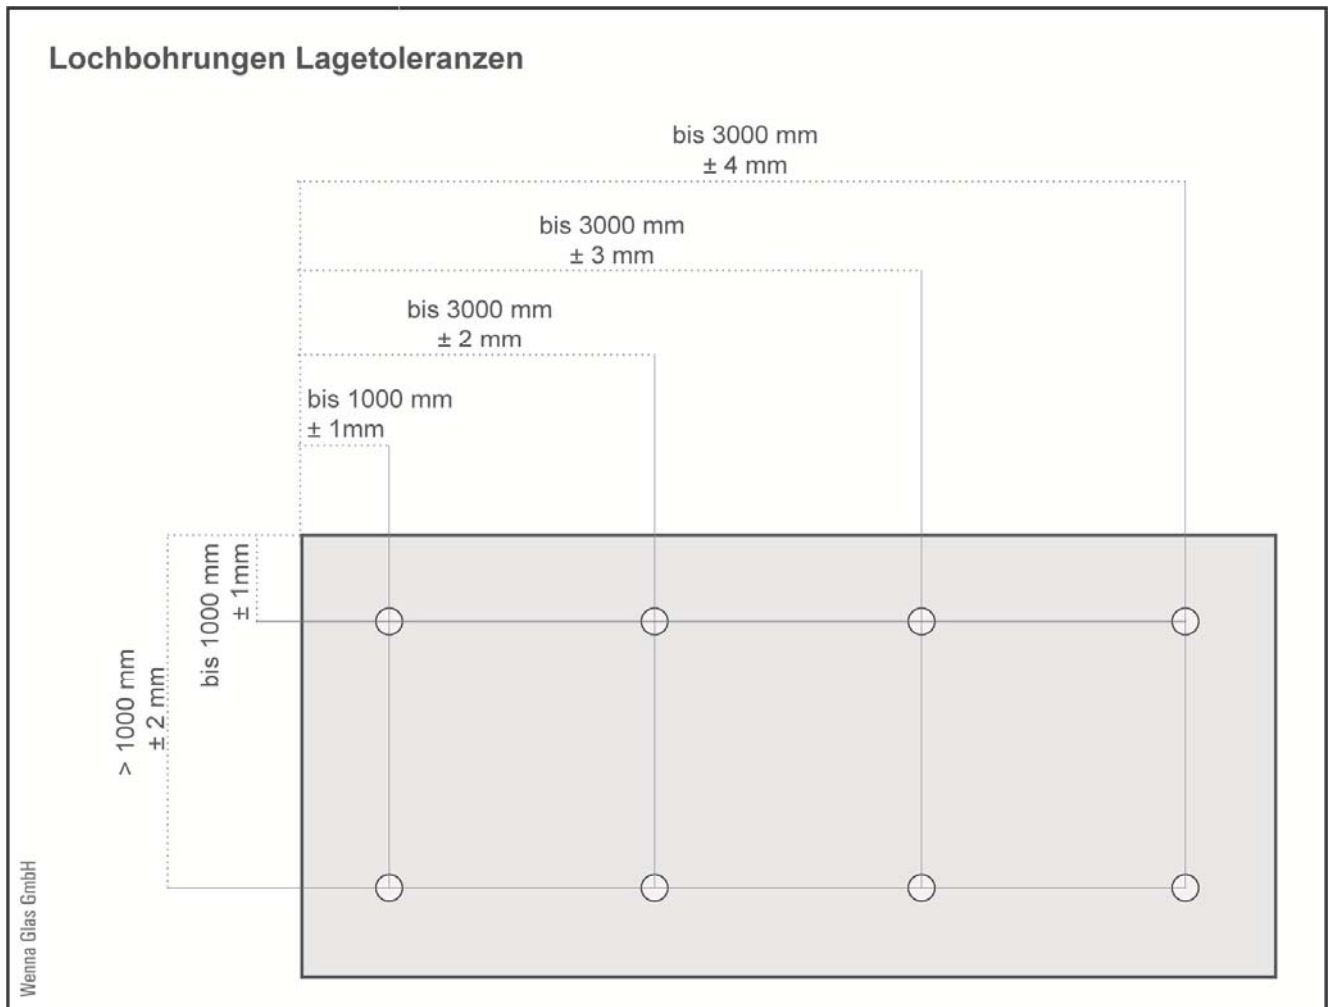 Lochbohrungen Lagetoleranzen
bis 3000 mm
± 4 mm
bis 3000 mm
± 3 mm
bis 3000 mm
± 2 mm
bis 1000 mm
± 1mm
bis 1000 mm
± 1mm
> 1000 mm
± 2 mm
Wenna Glas GmbH